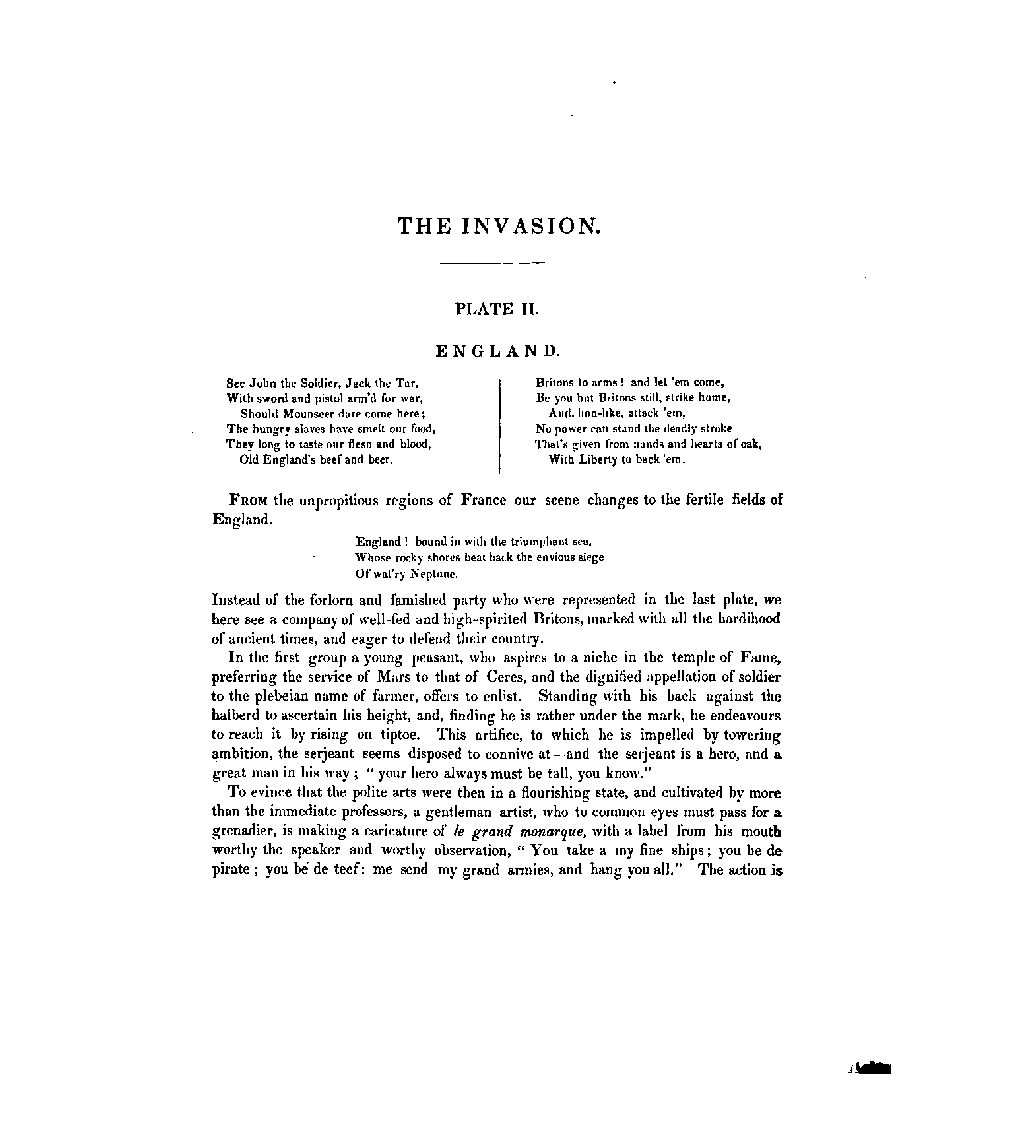 THE INVASION.
PLATE II.
ENGLAND.
See John the Soldier, Jack the Tar,
With sword and pistol arm'd for war,
Should Mounseer dare come here;
The hungry slaves have smelt our food,
They long to taste our flesh and blood,
Old England's beef and beer.
Britons to arms! and let 'em come,
Be you but Britons still, strike home,
And, lion-like, attack 'em,
No power can stand the deadly stroke
That's given from hands and hearts of oak,
With Liberty to back 'em.
FROM the unpropitious regions of France our scene changes to the fertile fields of
England.
England! bound in with the triumphant sea,
Whose rocky shores beat back the envious siege
Of wat'ry Neptune.
Instead of the forlorn and famished party who were represented in the last plate, we
here see a company of well-fed and high-spirited Britons, marked with all the hardihood
of ancient times, and eager to defend their country.
In the first group a young peasant, who aspires to a niche in the temple of Fame,
preferring the service of Mars to that of Ceres, and the dignified appellation of soldier
to the plebeian name of farmer, offers to enlist. Standing with his back against the
halberd to ascertain his height, and, finding he is rather under the mark, he endeavours
to reach it by rising on tiptoe. This artifice, to which he is impelled by towering
ambition, the serjeant seems disposed to connive at—and the serjeant is a hero, and a
great man in his way; "your hero always must be tall, you know."
To evince that the polite arts were then in a flourishing state, and cultivated by more
than the immediate professors, a gentleman artist, who to common eyes must pass for a
grenadier, is making a caricature of le grand monarque, with a label from his mouth
worthy the speaker and worthy observation, "You take a my fine ships; you be de
pirate; you be de teef: me send my grand armies, and hang you all." The action is